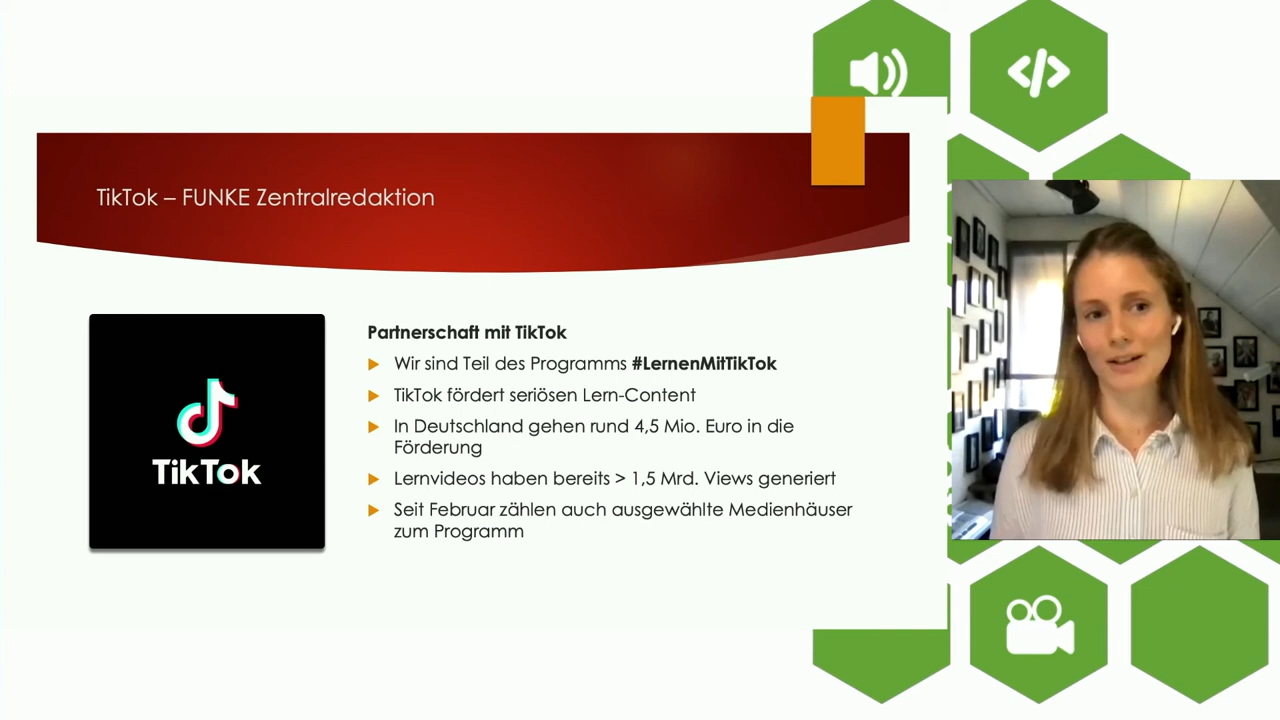 TikTok – FUNKE Zentralredaktion
TikTok
Partnerschaft mit TikTok
Wir sind Teil des Programms #LernenMitTikTok
TikTok fördert seriösen Lern-Content
In Deutschland gehen rund 4,5 Mio. Euro in die
Förderung
Lernvideos haben bereits > 1,5 Mrd. Views generiert
Seit Februar zählen auch ausgewählte Medienhäuser
zum Programm